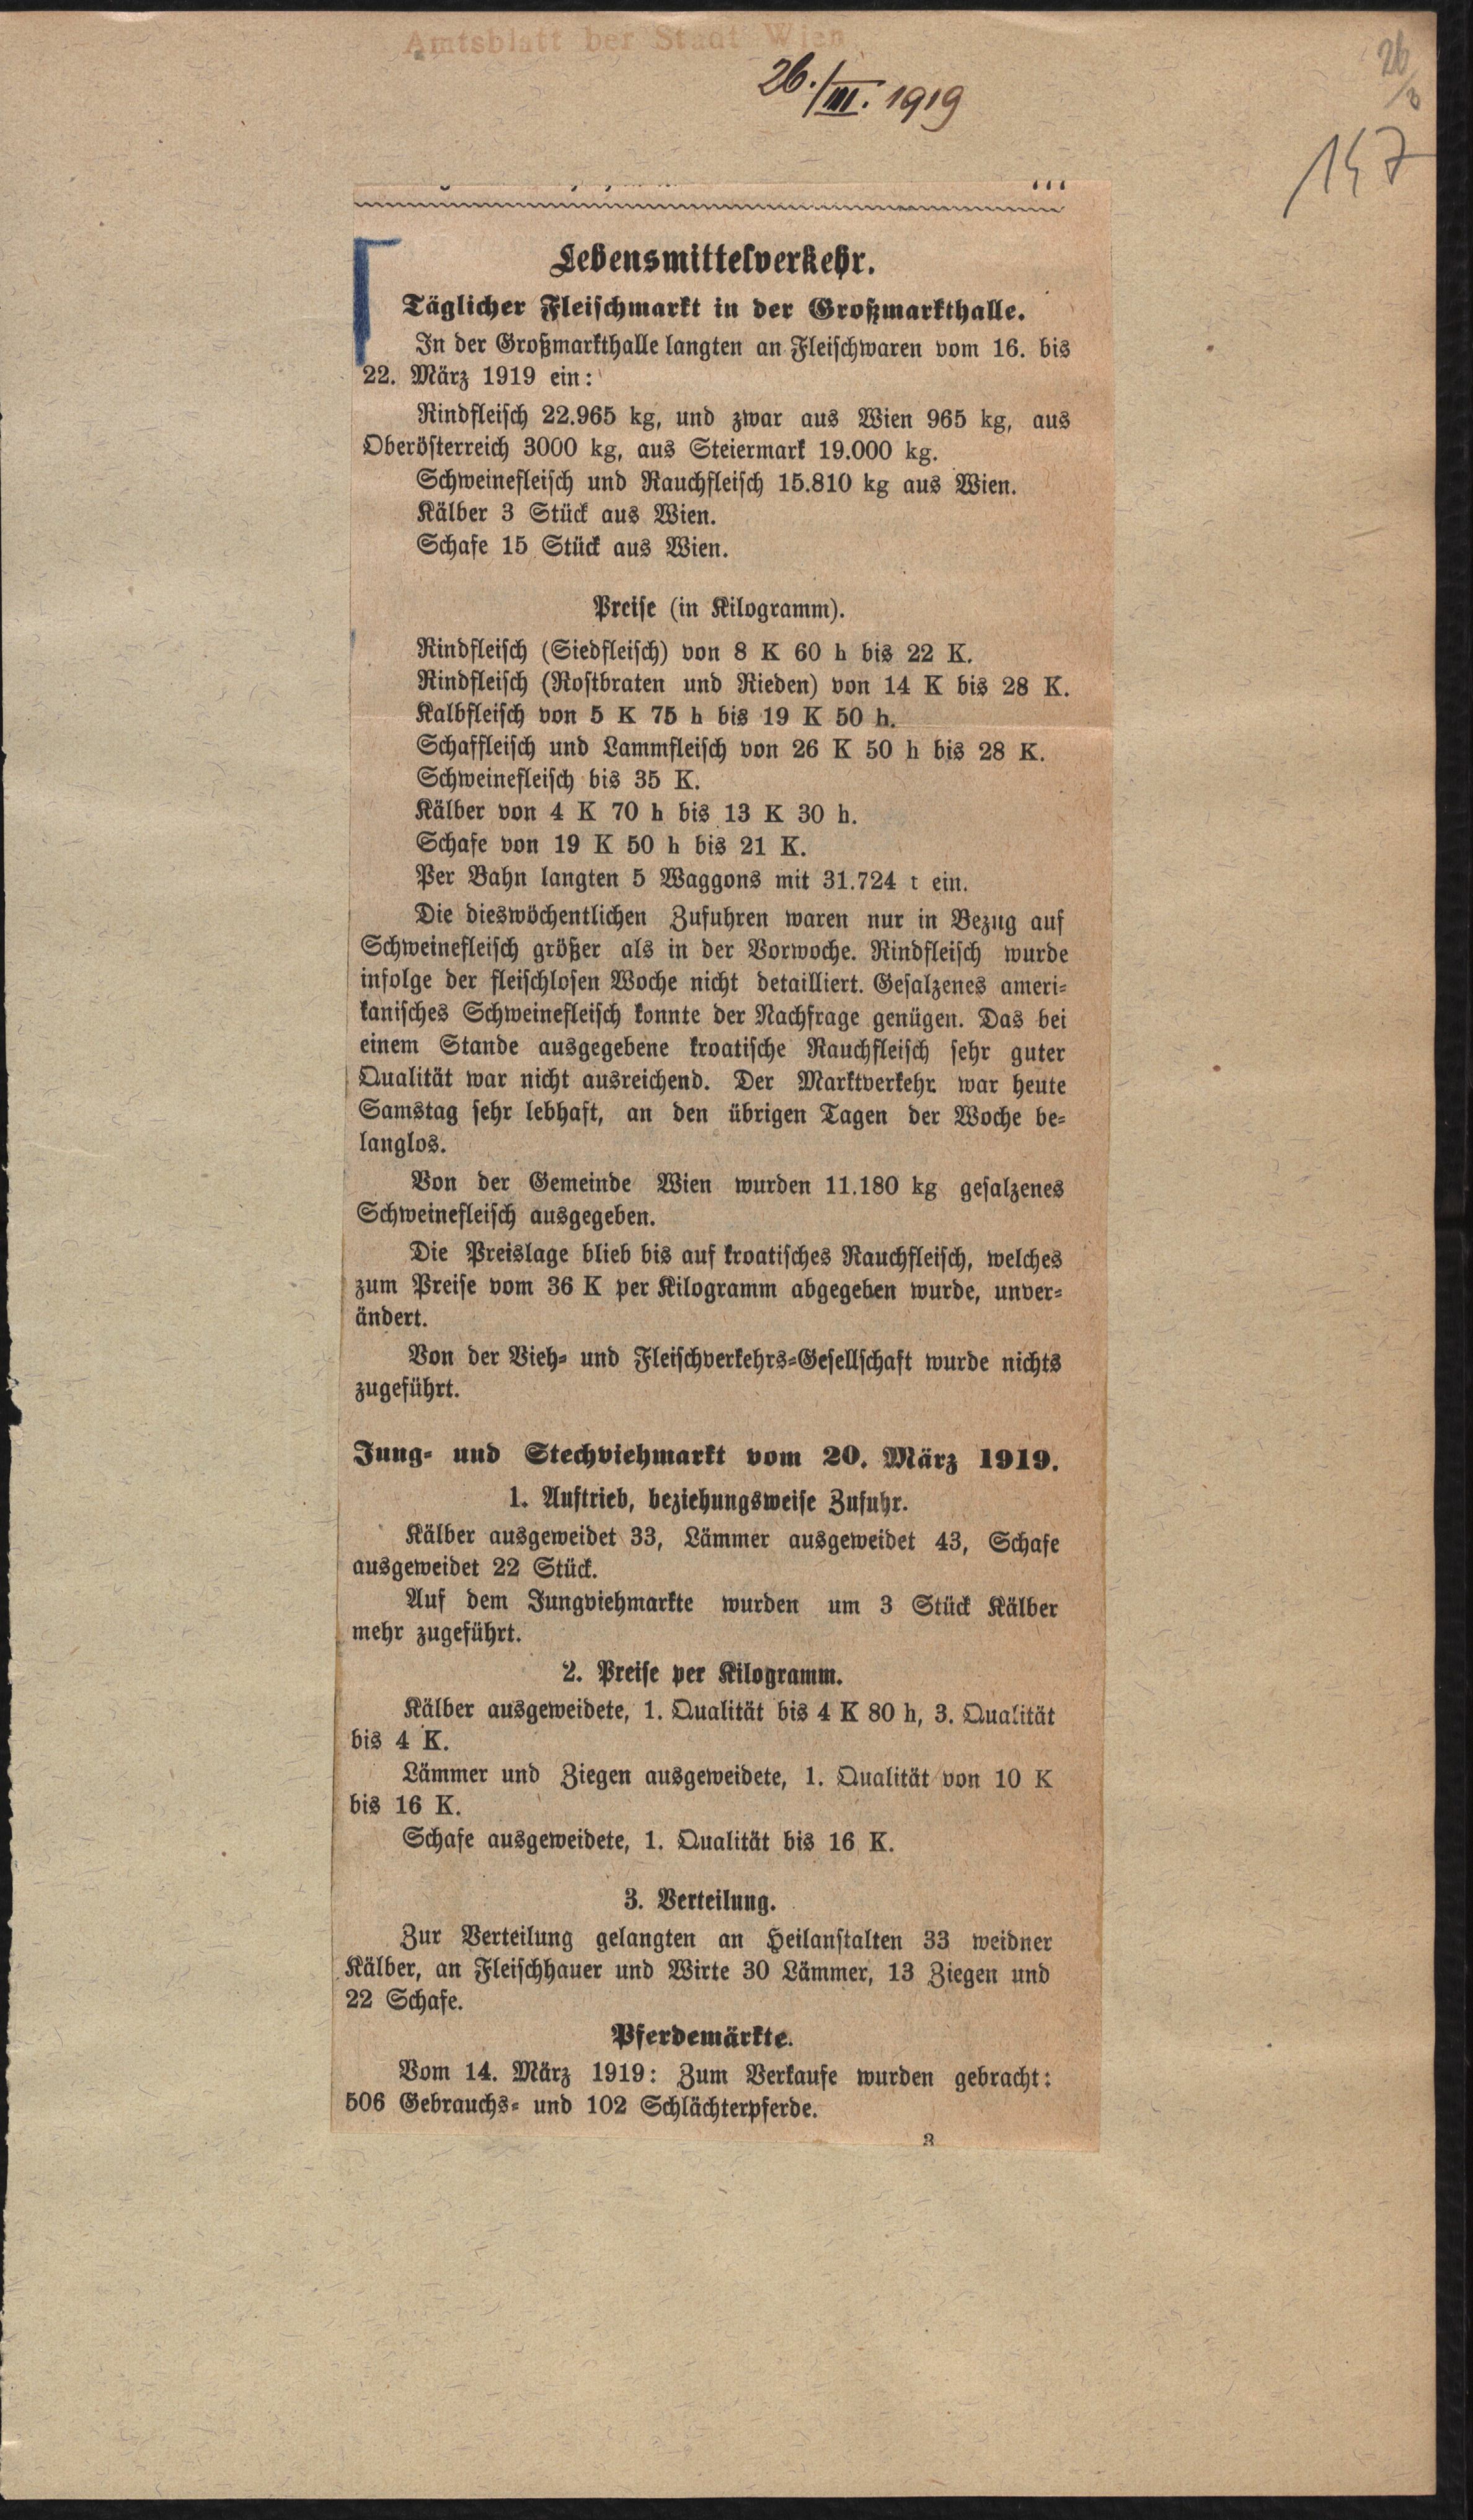 Amtsblatt der Stadt Wien
26./III. 1919
26/3
157
Lebensmittelverkehr.
Täglicher Fleischmarkt in der Großmarkthalle.
In der Großmarkthalle langten an Fleischwaren vom 16. bis
22. März 1919 ein:
Rindfleisch 22.965 kg, und zwar aus Wien 965 kg, aus
Oberösterreich 3000 kg, aus Steiermark 19.000 kg.
Schweinefleisch und Rauchfleisch 15.810 kg aus Wien.
Kälber 3 Stück aus Wien.
Schafe 15 Stück aus Wien.
Preise (in Kilogramm).
Rindfleisch (Siedfleisch) von 8 K 60 h bis 22 K.
Rindfleisch (Rostbraten und Rieden) von 14 K bis 28 K.
Kalbfleisch von 5 K 75 h bis 19 K 50 h.
Schaffleisch und Lammfleisch von 26 K 50 h bis 28 K.
Schweinefleisch bis 35 K.
Kälber von 4 K 70 h bis 13 K 30 h.
Schafe von 19 K 50 h bis 21 K.
Per Bahn langten 5 Waggons mit 31.724 t ein.
Die dieswöchentlichen Zufuhren waren nur in Bezug auf
Schweinefleisch größer als in der Vorwoche. Rindfleisch wurde
infolge der fleischlosen Woche nicht detailliert. Gesalzenes ameri-
kanisches Schweinefleisch konnte der Nachfrage genügen. Das bei
einem Stande ausgegebene kroatische Rauchfleisch sehr guter
Qualität war nicht ausreichend. Der Marktverkehr war heute
Samstag sehr lebhaft, an den übrigen Tagen der Woche be-
langlos.
Von der Gemeinde Wien wurden 11.180 kg gesalzenes
Schweinefleisch ausgegeben.
Die Preislage blieb bis auf kroatisches Rauchfleisch, welches
zum Preise vom 36 K per Kilogramm abgegeben wurde, unver-
ändert.
Von der Vieh- und Fleischverkehrs-Gesellschaft wurde nichts
zugeführt.
Jung- und Stechviehmarkt vom 20. März 1919.
1. Auftrieb, beziehungsweise Zufuhr.
Kälber ausgeweidet 33, Lämmer ausgeweidet 43, Schafe
ausgeweidet 22 Stück.
Auf dem Jungviehmarkte wurden um 3 Stück Kälber
mehr zugeführt.
2. Preise per Kilogramm.
Kälber ausgeweidete, 1. Qualität bis 4 K 80 h, 3. Qualität
bis 4 K.
Lämmer und Ziegen ausgeweidete, 1. Qualität von 10 K
bis 16 K.
Schafe ausgeweidete, 1. Qualität bis 16 K.
3. Verteilung.
Zur Verteilung gelangten an Heilanstalten 33 weidner
Kälber, an Fleischhauer und Wirte 30 Lämmer, 13 Ziegen und
22 Schafe.
Pferdemärkte.
Vom 14. März 1919: Zum Verkaufe wurden gebracht:
506 Gebrauchs- und 102 Schlächterpferde.